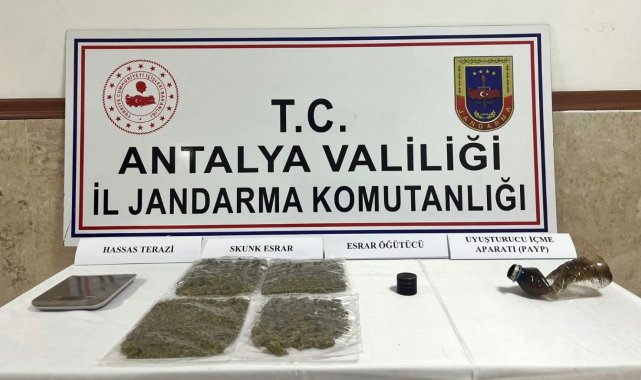 T.C.
ANTALYA VALİLİĞİ
İL JANDARMA KOMUTANLIĞI
JANDARMA
HASSAS TERAZİ
SKUNK ESRAR
ESRAR ÖĞÜTÜCÜ
UYUŞTURUCU İÇME
APARATI (PAYP)